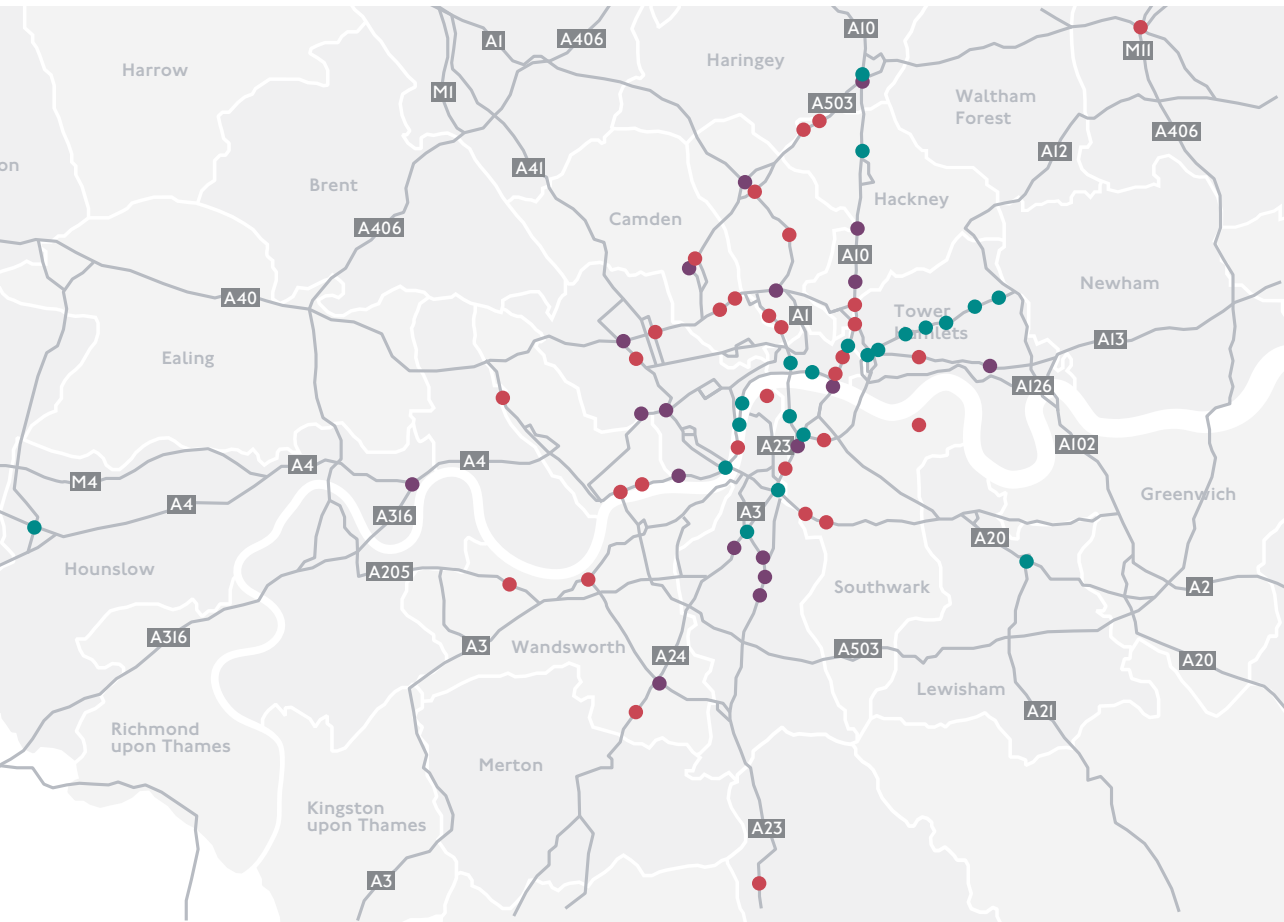 A10
A1
A406
M11
Haringey
Harrow
M1
Waltham
Forest
A503
A406
A12
on
A41
Brent
Hackney
Camden
A406
A10
Newham
A40
Tower
Hamlets
A1
A13
Ealing
A126
A23
A102
A4
A4
M4
Greenwich
A4
A316
A3
A20
Hounslow
A205
Southwark
A2
A316
A3
Wandsworth
A503
A24
A20
Lewisham
A21
Richmond
upon Thames
Merton
Kingston
upon Thames
A23
A3